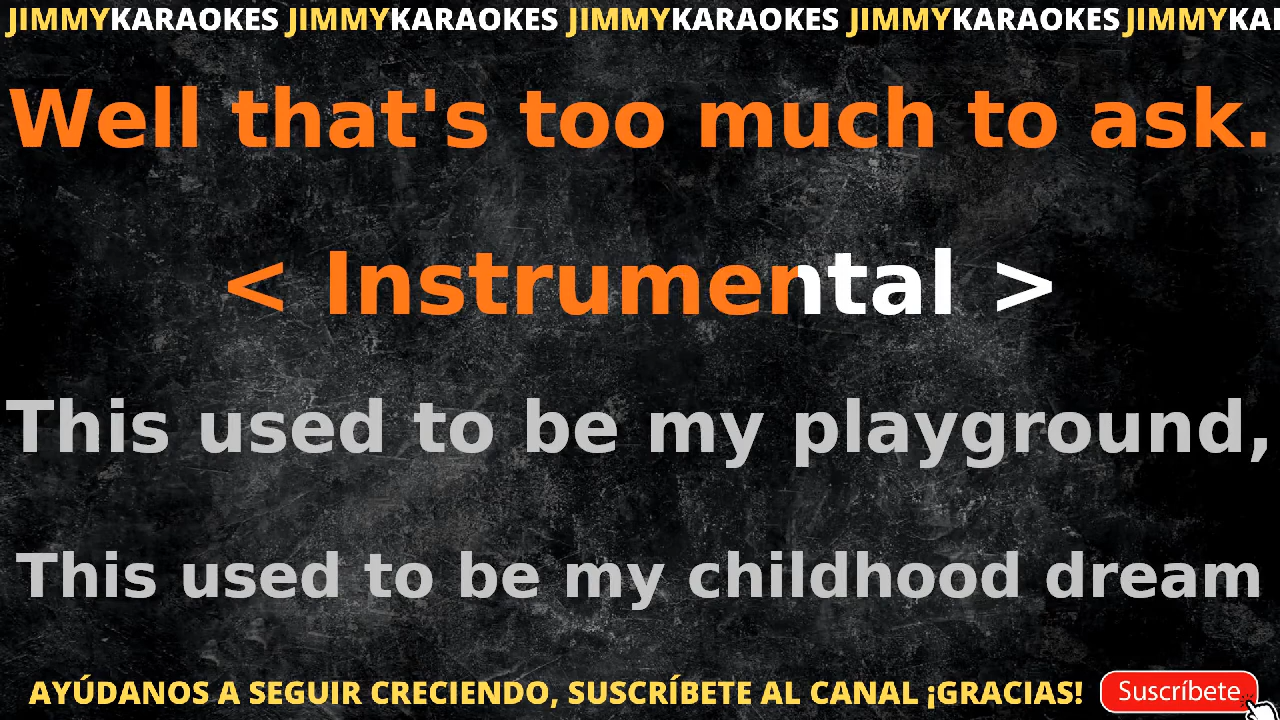 JIMMYKARAOKES JIMMYKARAOKES JIMMYKARAOKES JIMMYKARAOKES JIMMYKAI
Well that's too much to ask.
< Instrumental >
This used to be my playground,
This used to be my childhood dream
AYÚDANOS A SEGUIR CRECIENDO, SUSCRÍBETE AL CANAL ¡GRACIAS! Suscríbete